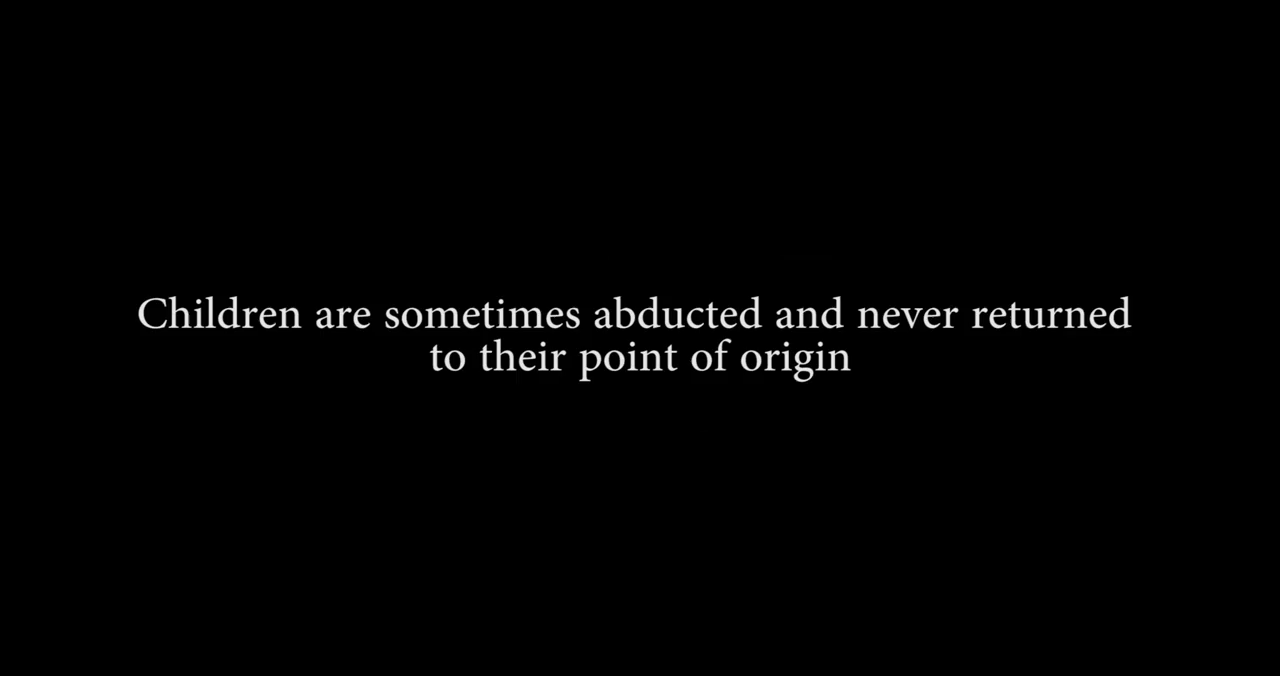 Children are sometimes abducted and never returned
to their point of origin